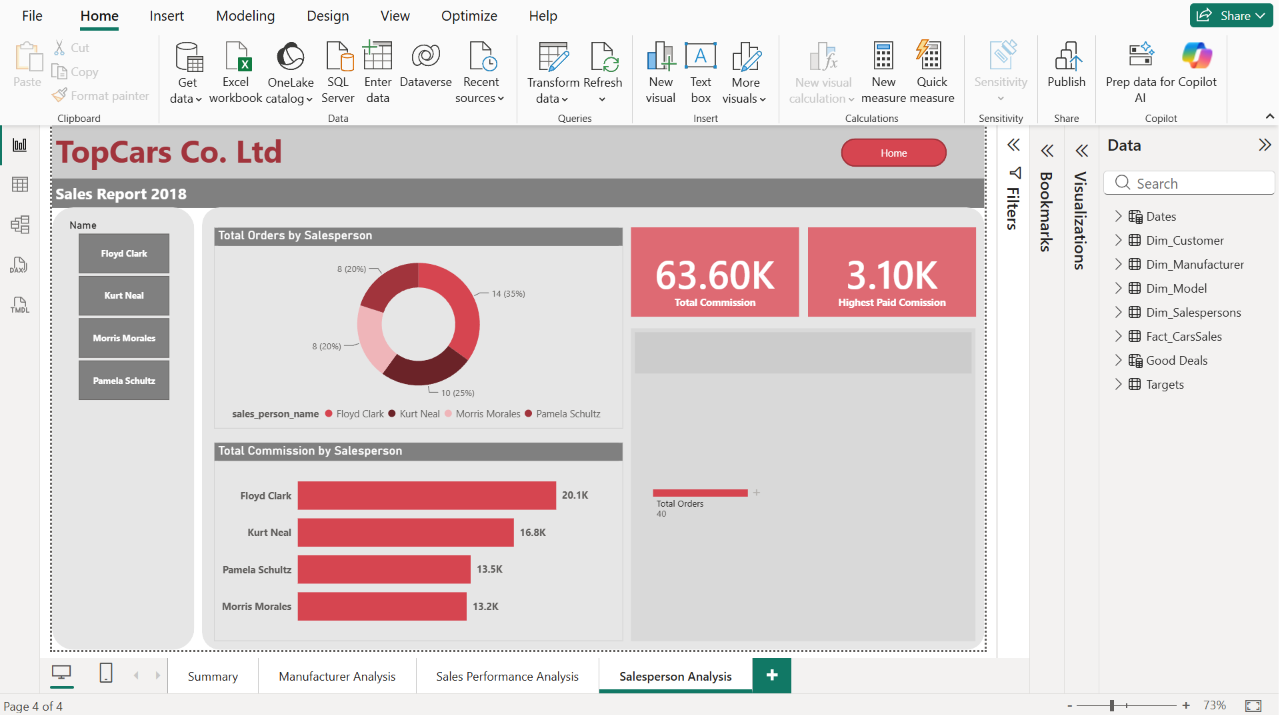 File Home Insert Modeling Design View Optimize Help Share
Paste
Cut
Copy
Format painter
Clipboard
Get data
Excel workbook
OneLake catalog
SQL Server
Enter data
Dataverse
Recent sources
Data
Transform data
Refresh
Queries
New visual
Text box
More visuals
Insert
New visual calculation
New measure
Quick measure
Calculations
Sensitivity
Sensitivity
Publish
Share
Prep data for AI
Copilot
Copilot
TopCars Co. Ltd
Home
Sales Report 2018
Name
Floyd Clark
Kurt Neal
Morris Morales
Pamela Schultz
Total Orders by Salesperson
8 (20%)
14 (35%)
8 (20%)
10 (25%)
sales_person_name Floyd Clark Kurt Neal Morris Morales Pamela Schultz
63.60K
Total Commission
3.10K
Highest Paid Comission
Total Commission by Salesperson
Floyd Clark 20.1K
Kurt Neal 16.8K
Pamela Schultz 13.5K
Morris Morales 13.2K
Total Orders
40
Filters
Bookmarks
Visualizations
Data
Search
Dates
Dim_Customer
Dim_Manufacturer
Dim_Model
Dim_Salespersons
Fact_CarsSales
Good Deals
Targets
DAX
TMDL
Summary Manufacturer Analysis Sales Performance Analysis Salesperson Analysis +
Page 4 of 4
- + 73%